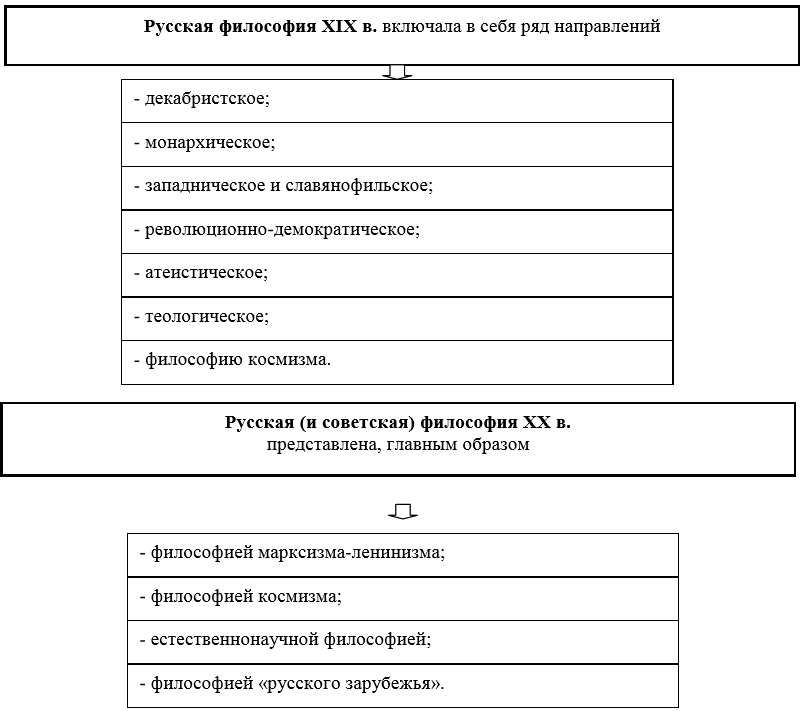 Русская философия XIX в. включала в себя ряд направлений
- декабристское;
- монархическое;
- западническое и славянофильское;
- революционно-демократическое;
- атеистическое;
- теологическое;
- философию космизма.
Русская (и советская) философия XX в.
представлена, главным образом
- философией марксизма-ленинизма;
- философией космизма;
- естественнонаучной философией;
- философией «русского зарубежья».